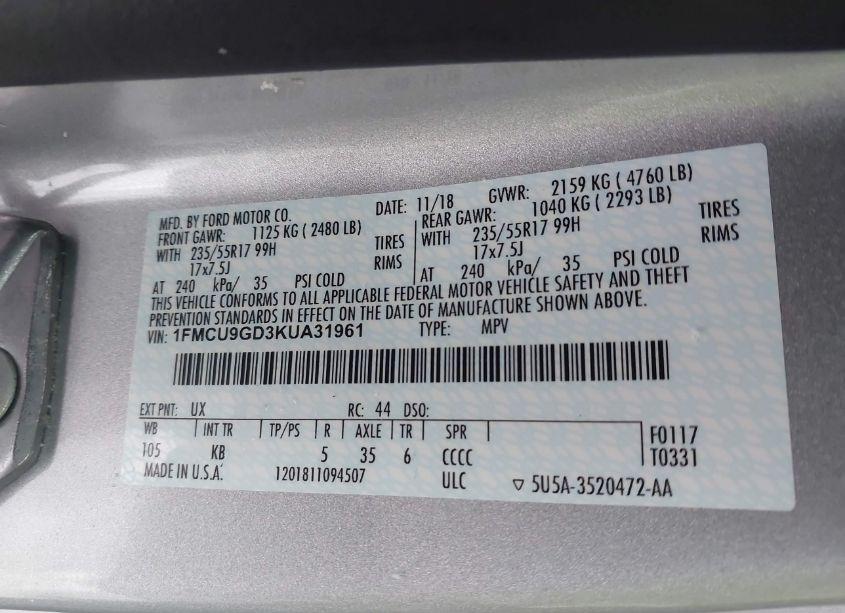 MFD. BY FORD MOTOR CO. DATE: 11/18 GVWR: 2159 KG ( 4760 LB)
FRONT GAWR: 1125 KG ( 2480 LB) REAR GAWR: 1040 KG ( 2293 LB)
WITH 235/55R17 99H TIRES WITH 235/55R17 99H TIRES
17x7.5J RIMS 17x7.5J RIMS
AT 240 kPa/ 35 PSI COLD AT 240 kPa/ 35 PSI COLD
THIS VEHICLE CONFORMS TO ALL APPLICABLE FEDERAL MOTOR VEHICLE SAFETY AND THEFT
PREVENTION STANDARDS IN EFFECT ON THE DATE OF MANUFACTURE SHOWN ABOVE.
VIN: 1FMCU9GD3KUA31961 TYPE: MPV
EXT PNT: UX RC: 44 DSO:
WB INT TR TP/PS R AXLE TR SPR F0117
105 KB 5 35 6 CCCC T0331
MADE IN U.S.A. 1201811094507 ULC ▽ 5U5A-3520472-AA